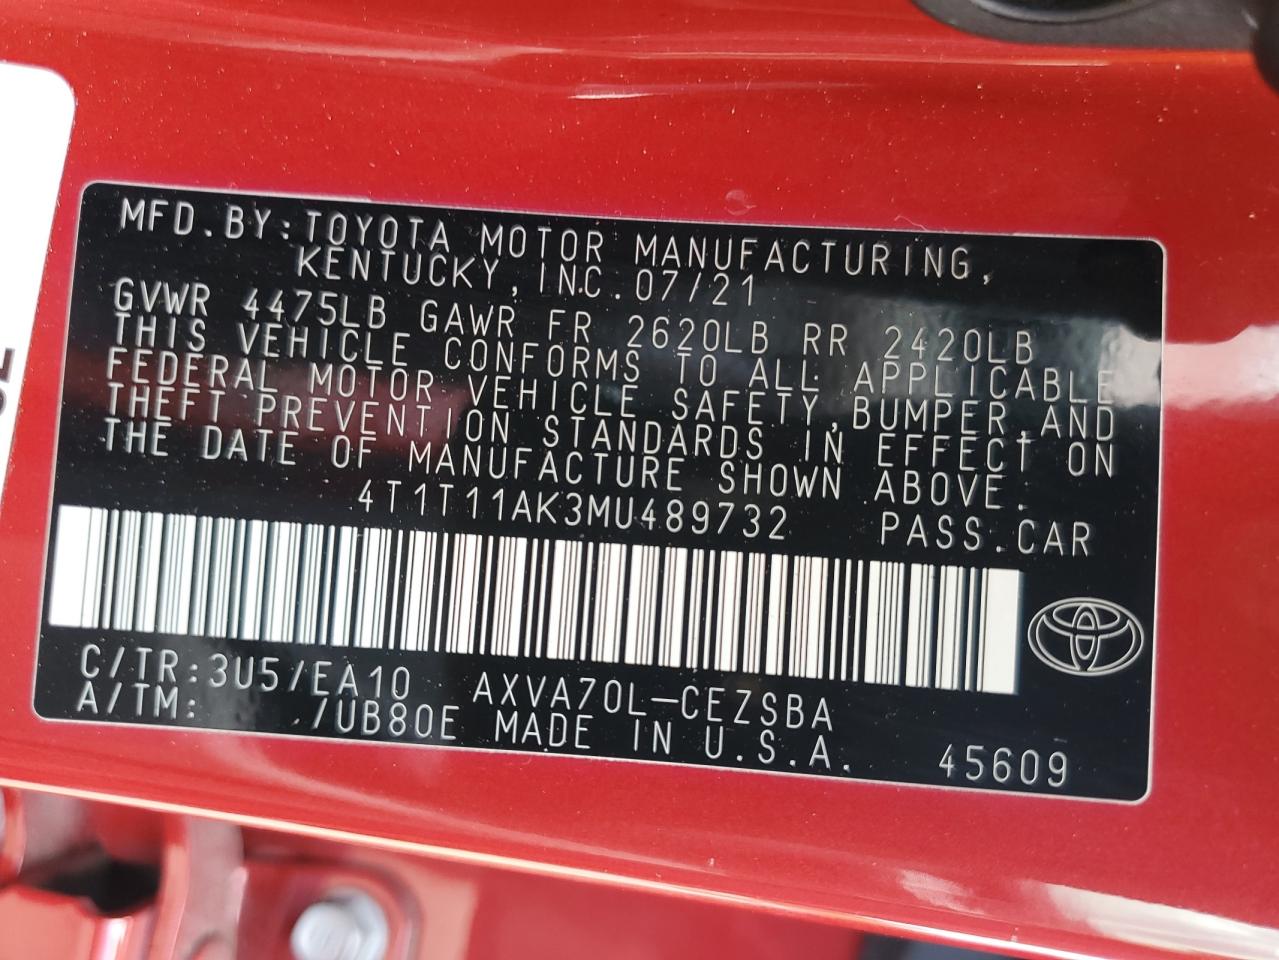 MFD.BY:TOYOTA MOTOR MANUFACTURING,
KENTUCKY, INC. 07/21
GVWR 4475LB GAWR FR 2620LB RR 2420LB
THIS VEHICLE CONFORMS TO ALL APPLICABLE
FEDERAL MOTOR VEHICLE SAFETY,BUMPER,AND
THEFT PREVENTION STANDARDS IN EFFECT ON
THE DATE OF MANUFACTURE SHOWN ABOVE.
4T1T11AK3MU489732 PASS.CAR
C/TR:3U5/EA10 AXVA70L-CEZSBA
A/TM: /UB80E MADE IN U.S.A. 45609